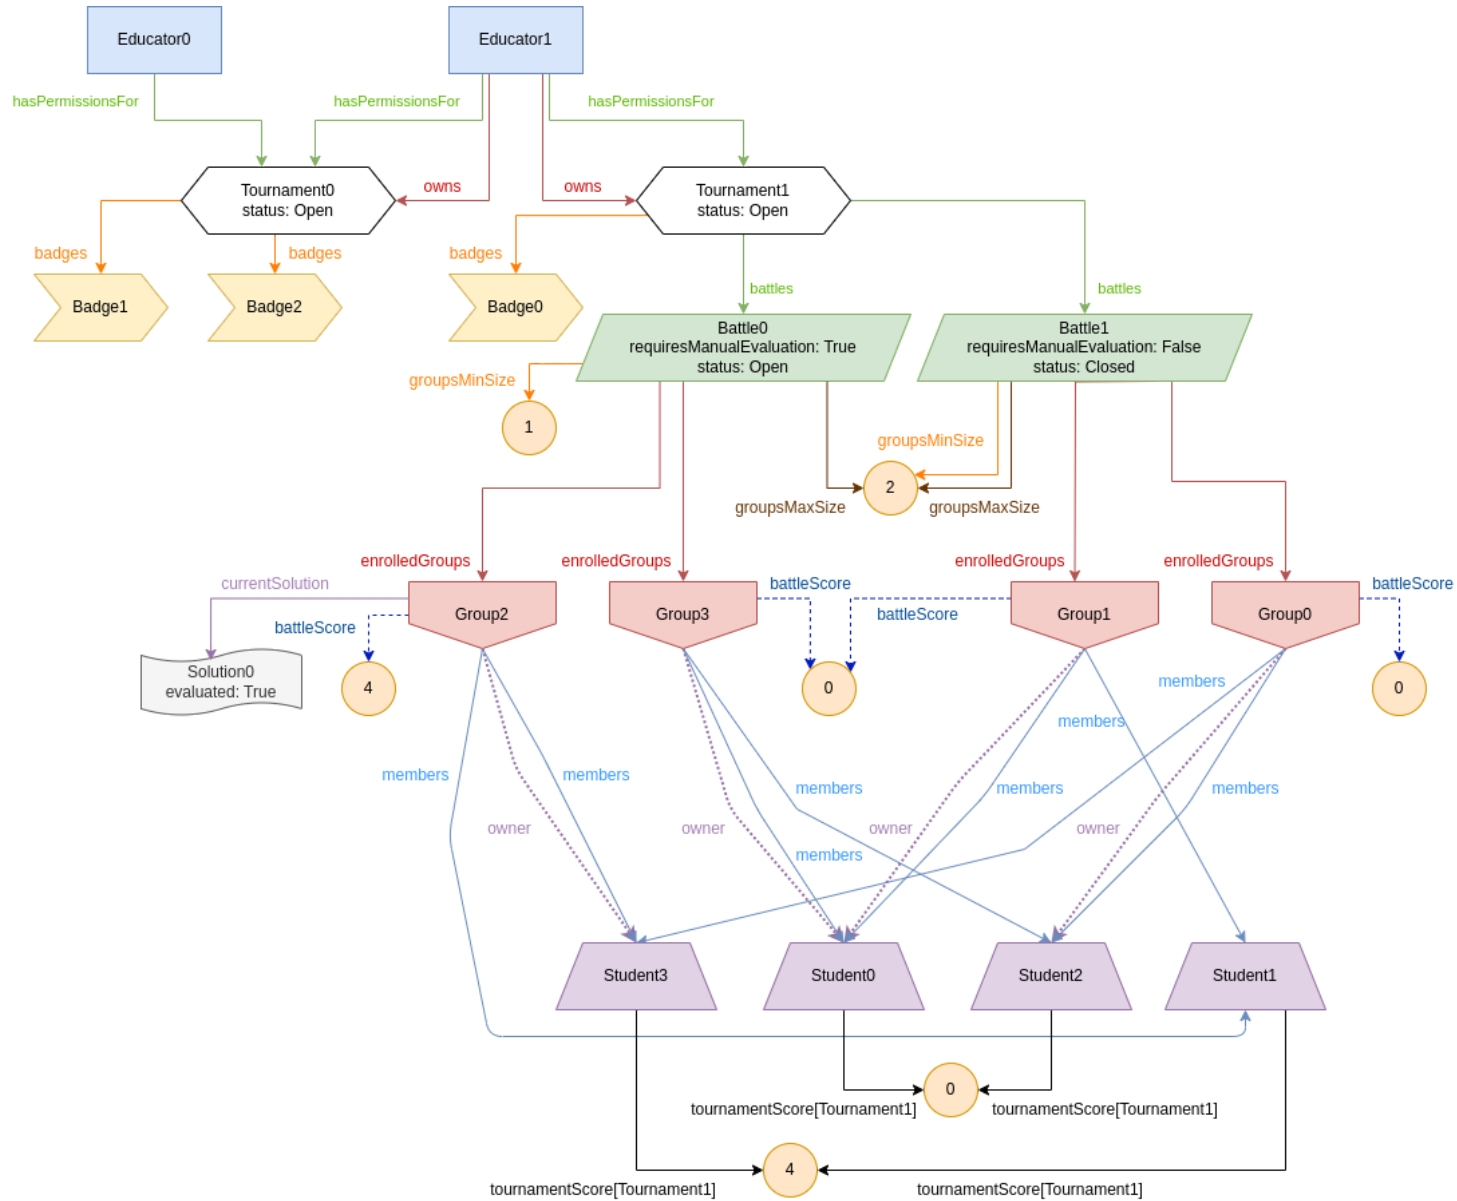 Educator0
Educator1
hasPermissionsFor
hasPermissionsFor
hasPermissionsFor
Tournament0
status: Open
owns
owns
Tournament1
status: Open
badges
badges
badges
battles
battles
Badge1
Badge2
Badge0
Battle0
requiresManualEvaluation: True
status: Open
Battle1
requiresManualEvaluation: False
status: Closed
groupsMinSize
1
groupsMinSize
2
groupsMaxSize
groupsMaxSize
enrolledGroups
enrolledGroups
enrolledGroups
enrolledGroups
currentSolution
battleScore
battleScore
battleScore
battleScore
Group2
Group3
Group1
Group0
Solution0
evaluated: True
4
0
0
members
members
members
members
members
members
members
members
owner
owner
owner
owner
Student3
Student0
Student2
Student1
0
tournamentScore[Tournament1]
tournamentScore[Tournament1]
4
tournamentScore[Tournament1]
tournamentScore[Tournament1]